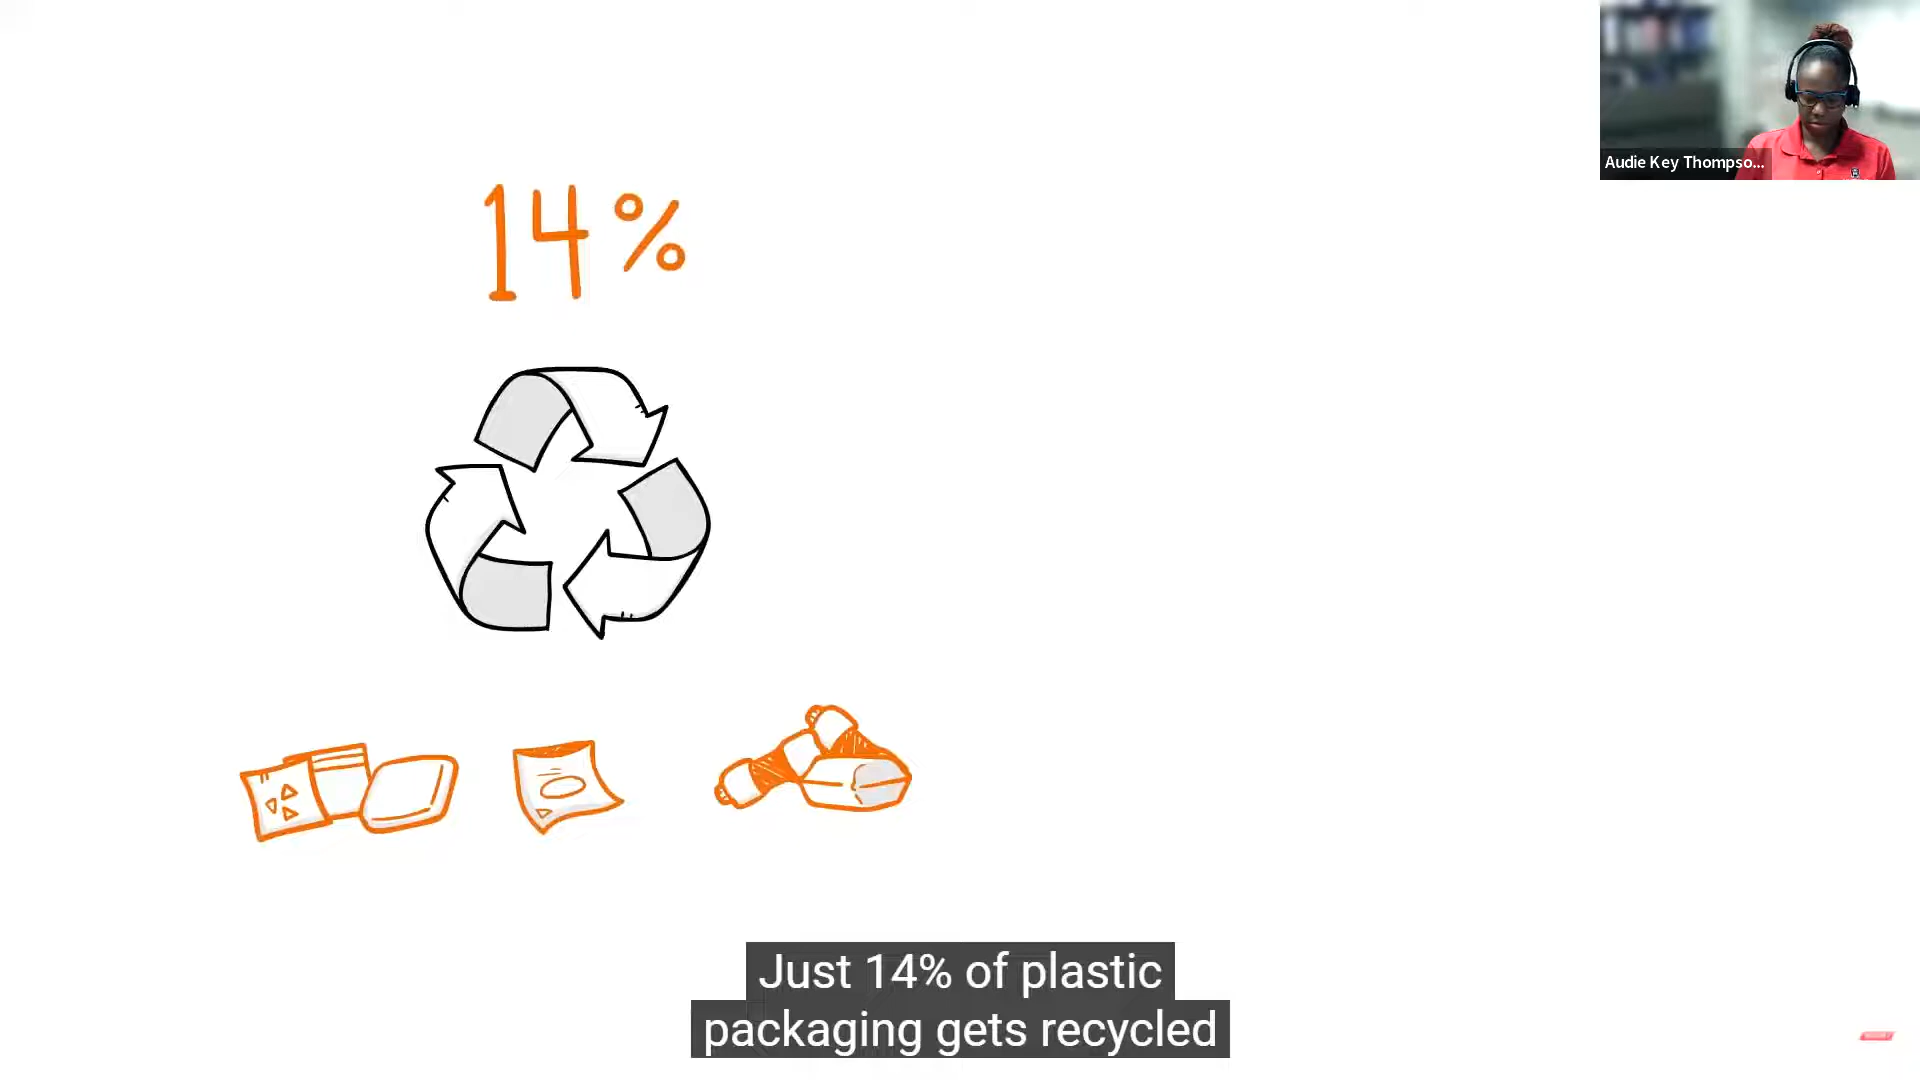 Audie Key Thompso...
14%
Just 14% of plastic
packaging gets recycled